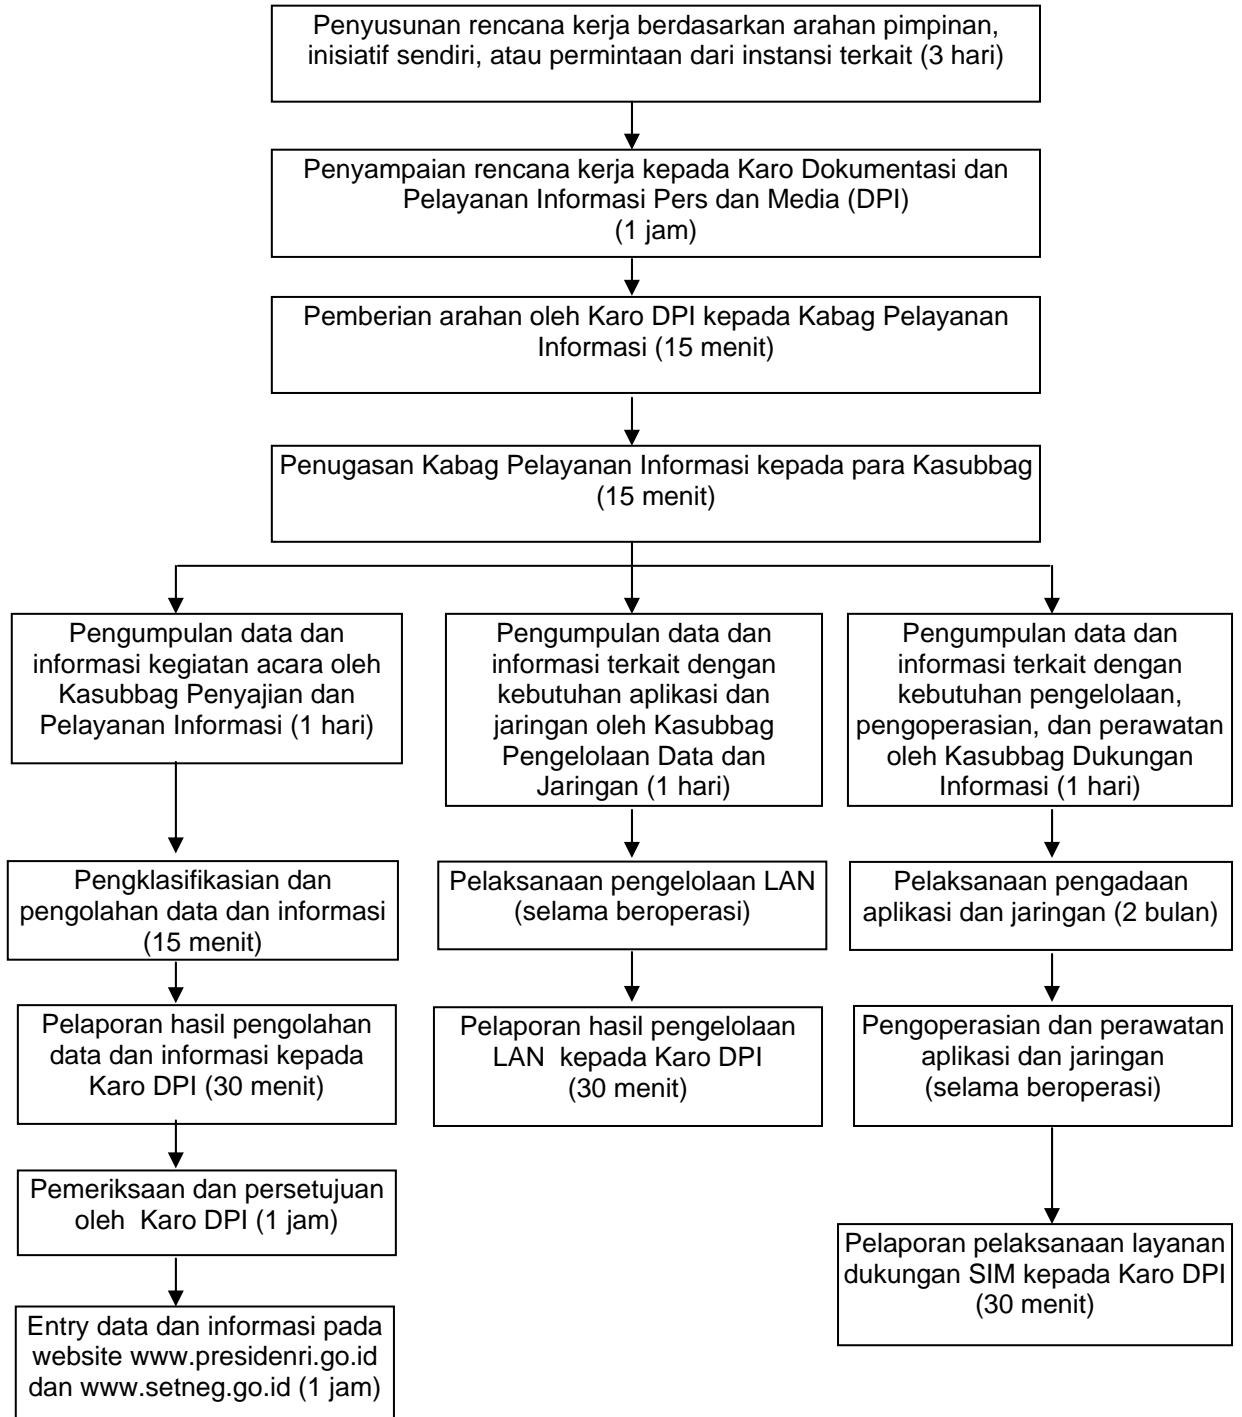 Penyusunan rencana kerja berdasarkan arahan pimpinan,
inisiatif sendiri, atau permintaan dari instansi terkait (3 hari)
Penyampaian rencana kerja kepada Karo Dokumentasi dan
Pelayanan Informasi Pers dan Media (DPI)
(1 jam)
Pemberian arahan oleh Karo DPI kepada Kabag Pelayanan
Informasi (15 menit)
Penugasan Kabag Pelayanan Informasi kepada para Kasubbag
(15 menit)
Pengumpulan data dan
informasi kegiatan acara oleh
Kasubbag Penyajian dan
Pelayanan Informasi (1 hari)
Pengklasifikasian dan
pengolahan data dan informasi
(15 menit)
Pelaporan hasil pengolahan
data dan informasi kepada
Karo DPI (30 menit)
Pemeriksaan dan persetujuan
oleh Karo DPI (1 jam)
Entry data dan informasi pada
website www.presidenri.go.id
dan www.setneg.go.id (1 jam)
Pengumpulan data dan
informasi terkait dengan
kebutuhan aplikasi dan
jaringan oleh Kasubbag
Pengelolaan Data dan
Jaringan (1 hari)
Pelaksanaan pengelolaan LAN
(selama beroperasi)
Pelaporan hasil pengelolaan
LAN kepada Karo DPI
(30 menit)
Pengumpulan data dan
informasi terkait dengan
kebutuhan pengelolaan,
pengoperasian, dan perawatan
oleh Kasubbag Dukungan
Informasi (1 hari)
Pelaksanaan pengadaan
aplikasi dan jaringan (2 bulan)
Pengoperasian dan perawatan
aplikasi dan jaringan
(selama beroperasi)
Pelaporan pelaksanaan layanan
dukungan SIM kepada Karo DPI
(30 menit)